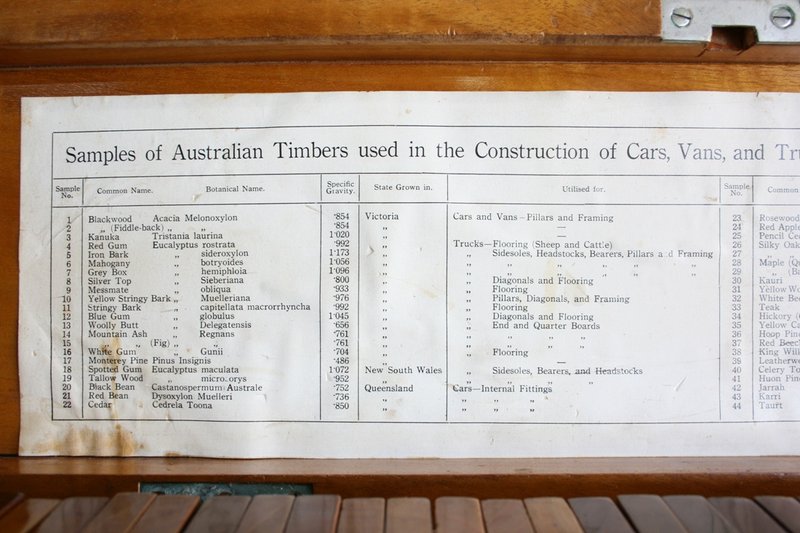 Samples of Australian Timbers used in the Construction of Cars, Vans, and Tru
Sample No. Common Name. Botanical Name. Specific Gravity. State Grown in. Utilised for. Sample No. Common
1 Blackwood Acacia Melonoxylon ·854 Victoria Cars and Vans—Pillars and Framing 23 Rosewood
2 „ (Fiddle-back) „ „ ·854 „ — 24 Red Apple
3 Kanuka Tristania laurina 1·020 „ — 25 Pencil Ce
4 Red Gum Eucalyptus rostrata ·992 „ Trucks—Flooring (Sheep and Cattle) 26 Silky Oak
5 Iron Bark „ sideroxylon 1·173 „ „ Sidesoles, Headstocks, Bearers, Pillars a d Framing 27 „
6 Mahogany „ botryoides 1·056 „ „ „ „ „ „ 28 Maple (Qu
7 Grey Box „ hemiphloia 1·096 „ „ „ „ „ „ 29 „ (B
8 Silver Top „ Sieberiana ·800 „ „ Diagonals and Flooring 30 Kauri
9 Messmate „ obliqua ·933 „ „ Flooring 31 Yellow Wo
10 Yellow Stringy Bark „ Muelleriana ·976 „ „ Pillars, Diagonals, and Framing 32 White Bee
11 Stringy Bark „ capitellata macrorrhyncha ·992 „ „ Flooring 33 Teak
12 Blue Gum „ globulus 1·045 „ „ Diagonals and Flooring 34 Hickory (
13 Woolly Butt „ Delegatensis ·656 „ „ End and Quarter Boards 35 Yellow Ca
14 Mountain Ash „ Regnans ·761 „ „ „ „ „ 36 Hoop Pine
15 „ „ (Fig) „ „ ·761 „ „ „ „ „ 37 Red Beec
16 White Gum „ Gunii ·704 „ „ Flooring 38 King Will
17 Monterey Pine Pinus Insignis ·486 „ — 39 Leatherwo
18 Spotted Gum Eucalyptus maculata 1·072 New South Wales „ Sidesoles, Bearers, and Headstocks 40 Celery To
19 Tallow Wood „ micro orys ·952 „ „ „ „ „ 41 Huon Pine
20 Black Bean Castanospermum Australe ·752 Queensland Cars—Internal Fittings 42 Jarrah
21 Red Bean Dysoxylon Muelleri ·736 „ „ „ „ 43 Karri
22 Cedar Cedrela Toona ·850 „ „ „ „ 44 Taurt